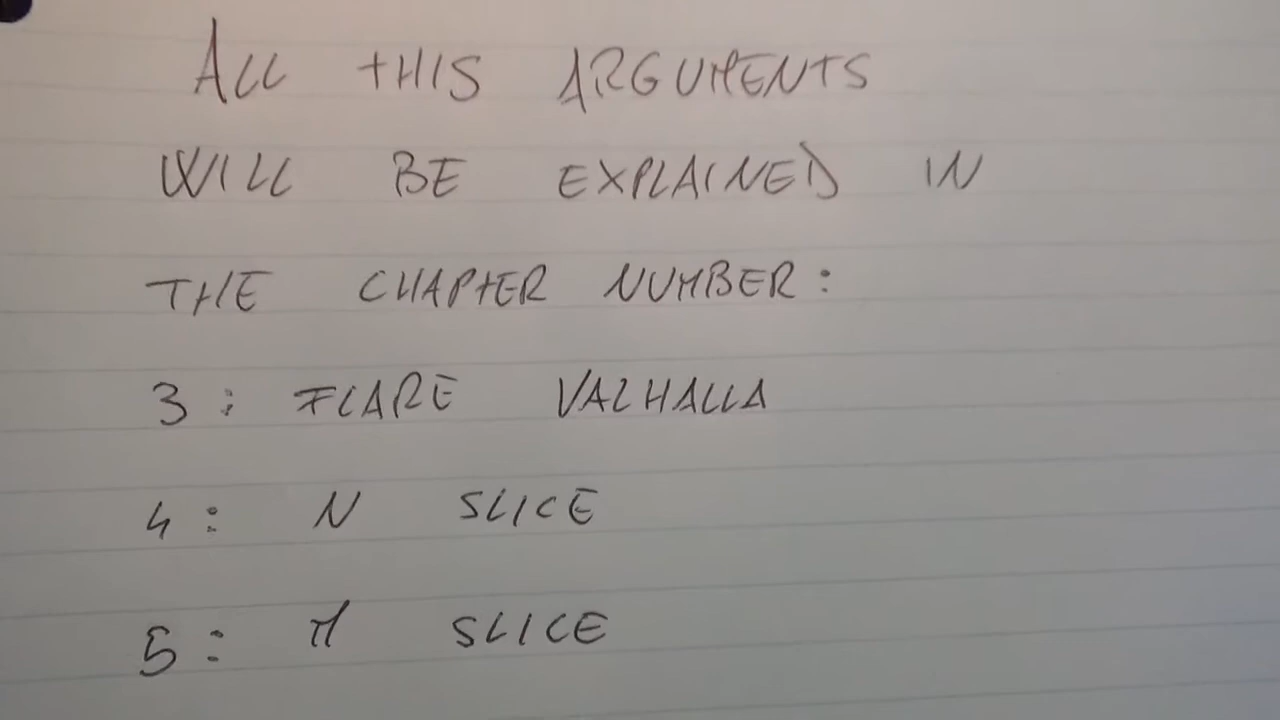 ALL THIS ARGUMENTS
WILL BE EXPLAINED IN
THE CHAPTER NUMBER:
3: FLARE VALHALLA
4: N SLICE
5: M SLICE